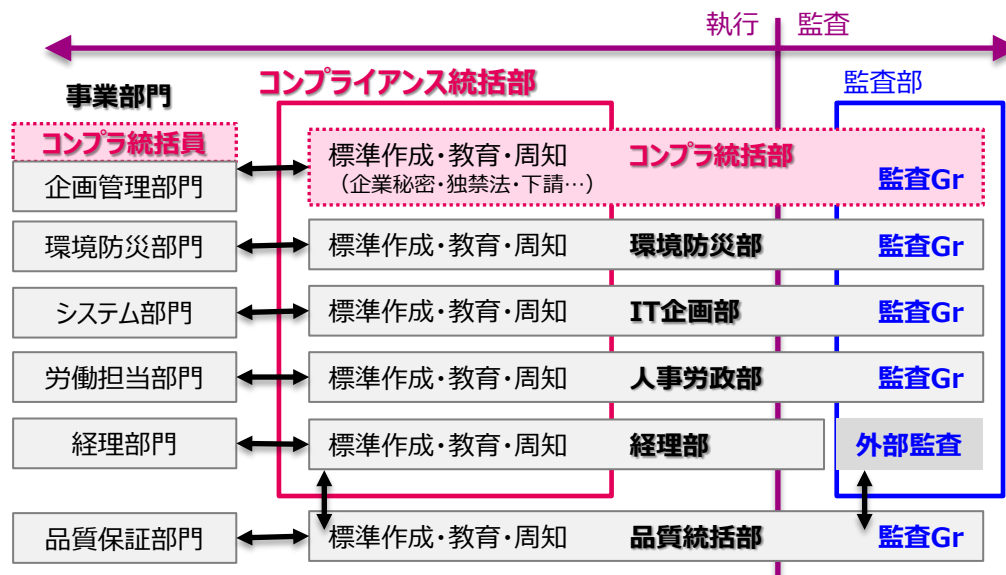 執行 監査
コンプライアンス統括部
監査部
事業部門
コンプラ統括員
標準作成・教育・周知 コンプラ統括部
(企業秘密・独禁法・下請…)
監査Gr
企画管理部門
環境防災部門 標準作成・教育・周知 環境防災部 監査Gr
システム部門 標準作成・教育・周知 IT企画部 監査Gr
労働担当部門 標準作成・教育・周知 人事労政部 監査Gr
経理部門 標準作成・教育・周知 経理部 外部監査
品質保証部門 標準作成・教育・周知 品質統括部 監査Gr